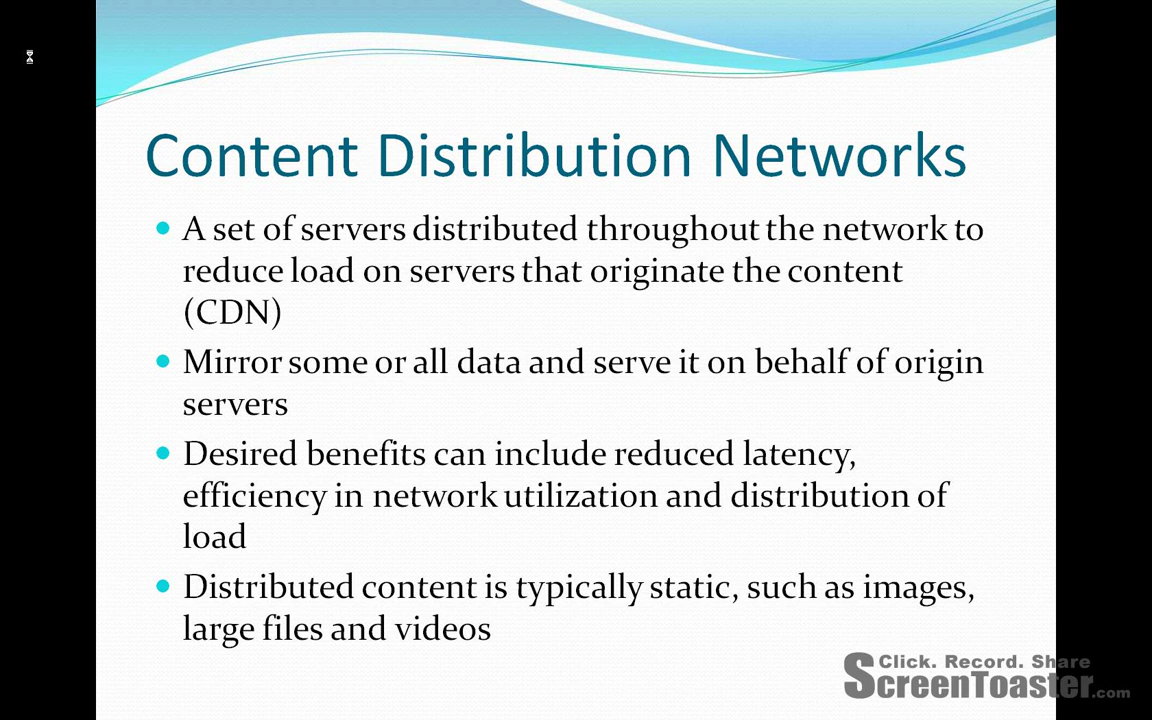 Content Distribution Networks
A set of servers distributed throughout the network to
reduce load on servers that originate the content
(CDN)
Mirror some or all data and serve it on behalf of origin
servers
Desired benefits can include reduced latency,
efficiency in network utilization and distribution of
load
Distributed content is typically static, such as images,
large files and videos
Click. Record. Share
ScreenToaster.com